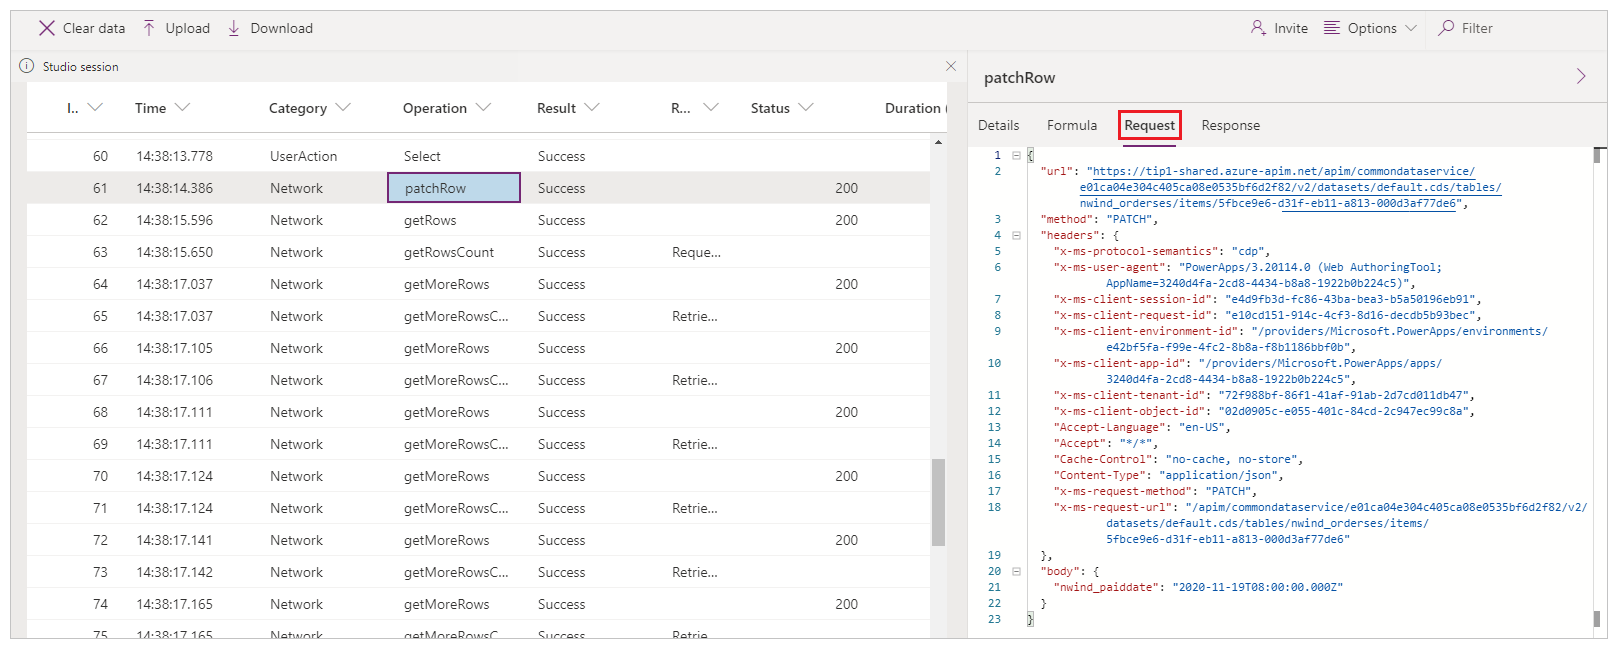 Clear data Upload Download Invite Options Filter
Studio session
I.. Time Category Operation Result R... Status Duration (
60 14:38:13.778 UserAction Select Success
61 14:38:14.386 Network patchRow Success 200
62 14:38:15.596 Network getRows Success 200
63 14:38:15.650 Network getRowsCount Success Reque...
64 14:38:17.037 Network getMoreRows Success 200
65 14:38:17.037 Network getMoreRowsC... Success Retrie...
66 14:38:17.105 Network getMoreRows Success 200
67 14:38:17.106 Network getMoreRowsC... Success Retrie...
68 14:38:17.111 Network getMoreRows Success 200
69 14:38:17.111 Network getMoreRowsC... Success Retrie...
70 14:38:17.124 Network getMoreRows Success 200
71 14:38:17.124 Network getMoreRowsC... Success Retrie...
72 14:38:17.141 Network getMoreRows Success 200
73 14:38:17.142 Network getMoreRowsC... Success Retrie...
74 14:38:17.165 Network getMoreRows Success 200
75 14:38:17.165 Network getMoreRowsC Success Retrie
patchRow
Details Formula Request Response
1 {
2 "url": "https://tip1-shared.azure-apim.net/apim/commondataservice/
e01ca04e304c405ca08e0535bf6d2f82/v2/datasets/default.cds/tables/
nwind_orderses/items/5fbce9e6-d31f-eb11-a813-000d3af77de6",
3 "method": "PATCH",
4 "headers": {
5 "x-ms-protocol-semantics": "cdp",
6 "x-ms-user-agent": "PowerApps/3.20114.0 (Web AuthoringTool;
AppName=3240d4fa-2cd8-4434-b8a8-1922b0b224c5)",
7 "x-ms-client-session-id": "e4d9fb3d-fc86-43ba-bea3-b5a50196eb91",
8 "x-ms-client-request-id": "e10cd151-914c-4cf3-8d16-decdb5b93bec",
9 "x-ms-client-environment-id": "/providers/Microsoft.PowerApps/environments/
e42bf5fa-f99e-4fc2-8b8a-f8b1186bbf0b",
10 "x-ms-client-app-id": "/providers/Microsoft.PowerApps/apps/
3240d4fa-2cd8-4434-b8a8-1922b0b224c5",
11 "x-ms-client-tenant-id": "72f988bf-86f1-41af-91ab-2d7cd011db47",
12 "x-ms-client-object-id": "02d0905c-e055-401c-84cd-2c947ec99c8a",
13 "Accept-Language": "en-US",
14 "Accept": "*/*",
15 "Cache-Control": "no-cache, no-store",
16 "Content-Type": "application/json",
17 "x-ms-request-method": "PATCH",
18 "x-ms-request-url": "/apim/commondataservice/e01ca04e304c405ca08e0535bf6d2f82/v2/
datasets/default.cds/tables/nwind_orderses/items/
5fbce9e6-d31f-eb11-a813-000d3af77de6"
19 },
20 "body": {
21 "nwind_paiddate": "2020-11-19T08:00:00.000Z"
22 }
23 }